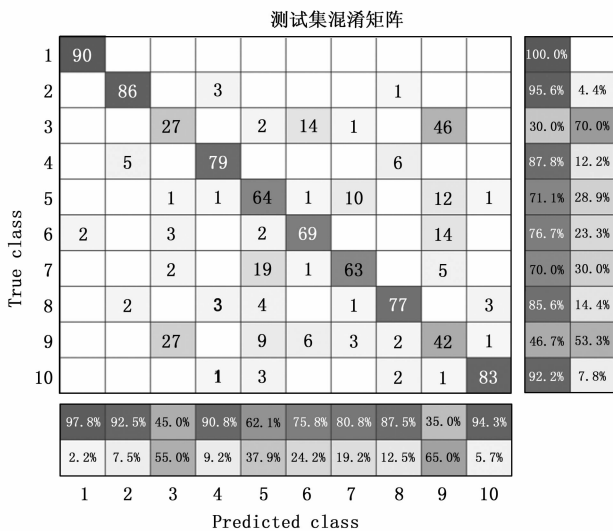 测试集混淆矩阵
1 90 100.0%
2 86 3 1 95.6% 4.4%
3 27 2 14 1 46 30.0% 70.0%
4 5 79 6 87.8% 12.2%
5 1 1 64 1 10 12 1 71.1% 28.9%
6 2 3 2 69 14 76.7% 23.3%
7 2 19 1 63 5 70.0% 30.0%
8 2 3 4 1 77 3 85.6% 14.4%
9 27 9 6 3 2 42 1 46.7% 53.3%
10 1 3 2 1 83 92.2% 7.8%
True class
97.8% 92.5% 45.0% 90.8% 62.1% 75.8% 80.8% 87.5% 35.0% 94.3%
2.2% 7.5% 55.0% 9.2% 37.9% 24.2% 19.2% 12.5% 65.0% 5.7%
1 2 3 4 5 6 7 8 9 10
Predicted class